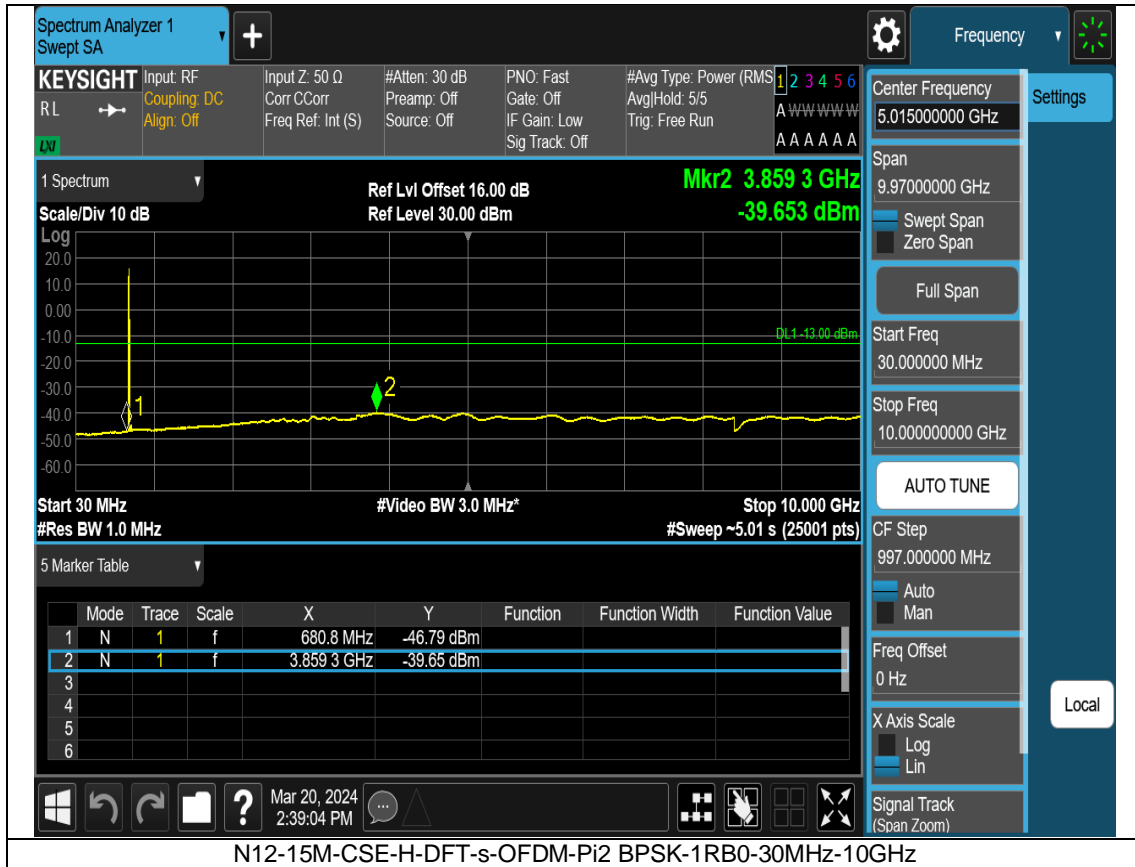 Spectrum Analyzer 1
Swept SA
+
Frequency
KEYSIGHT
RL
LXI
Input: RF
Coupling: DC
Align: Off
Input Z: 50 Ω
Corr CCorr
Freq Ref: Int (S)
#Atten: 30 dB
Preamp: Off
Source: Off
PNO: Fast
Gate: Off
IF Gain: Low
Sig Track: Off
#Avg Type: Power (RMS
Avg|Hold: 5/5
Trig: Free Run
1 2 3 4 5 6
A W W W W W
A A A A A A
1 Spectrum
Scale/Div 10 dB
Ref Lvl Offset 16.00 dB
Ref Level 30.00 dBm
Mkr2 3.859 3 GHz
-39.653 dBm
Log
20.0
10.0
0.00
-10.0
-20.0
-30.0
-40.0
-50.0
-60.0
DL1 -13.00 dBm
1
2
Start 30 MHz
#Video BW 3.0 MHz*
Stop 10.000 GHz
#Res BW 1.0 MHz
#Sweep ~5.01 s (25001 pts)
5 Marker Table
Mode Trace Scale X Y Function Function Width Function Value
1 N 1 f 680.8 MHz -46.79 dBm
2 N 1 f 3.859 3 GHz -39.65 dBm
3
4
5
6
Center Frequency
5.015000000 GHz
Settings
Span
9.97000000 GHz
Swept Span
Zero Span
Full Span
Start Freq
30.000000 MHz
Stop Freq
10.000000000 GHz
AUTO TUNE
CF Step
997.000000 MHz
Auto
Man
Freq Offset
0 Hz
X Axis Scale
Log
Lin
Local
Signal Track
(Span Zoom)
?
Mar 20, 2024
2:39:04 PM
N12-15M-CSE-H-DFT-s-OFDM-Pi2 BPSK-1RB0-30MHz-10GHz